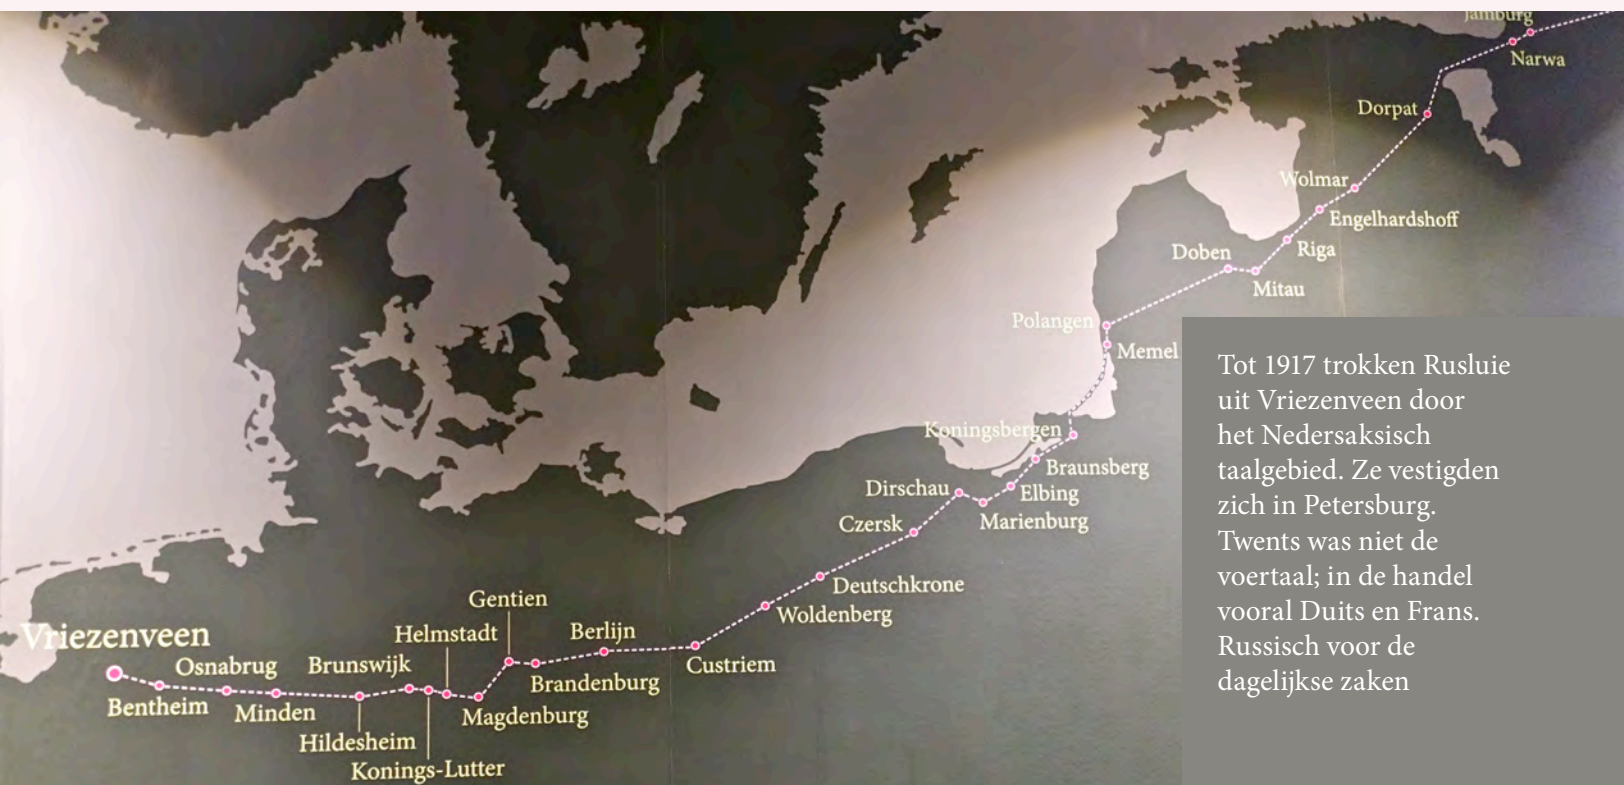 Jamburg
Narwa
Dorpat
Wolmar
Engelhardshoff
Riga
Doben
Mitau
Polangen
Memel
Koningsbergen
Braunsberg
Dirschau
Elbing
Marienburg
Czersk
Deutschkrone
Woldenberg
Gentien
Helmstadt
Berlijn
Vriezenveen
Osnabrug
Brunswijk
Custriem
Brandenburg
Bentheim
Minden
Magdenburg
Hildesheim
Konings-Lutter
Tot 1917 trokken Rusluie
uit Vriezenveen door
het Nedersaksisch
taalgebied. Ze vestigden
zich in Petersburg.
Twents was niet de
voertaal; in de handel
vooral Duits en Frans.
Russisch voor de
dagelijkse zaken